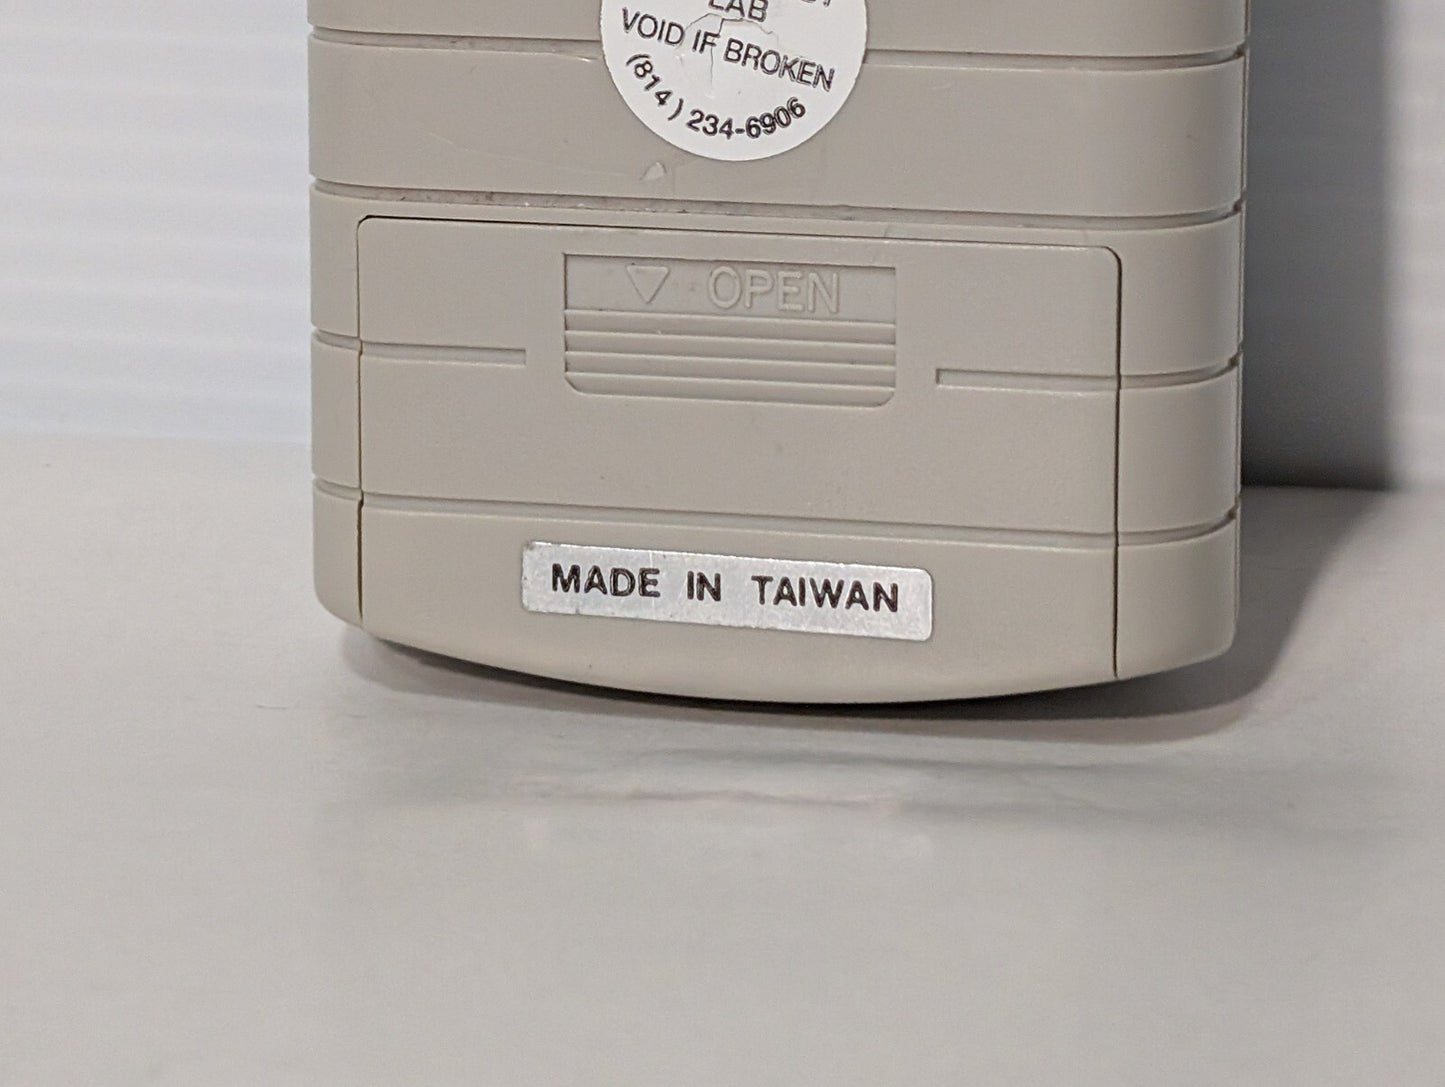 LAB
VOID IF BROKEN
(814) 234-6906
▽ OPEN
MADE IN TAIWAN